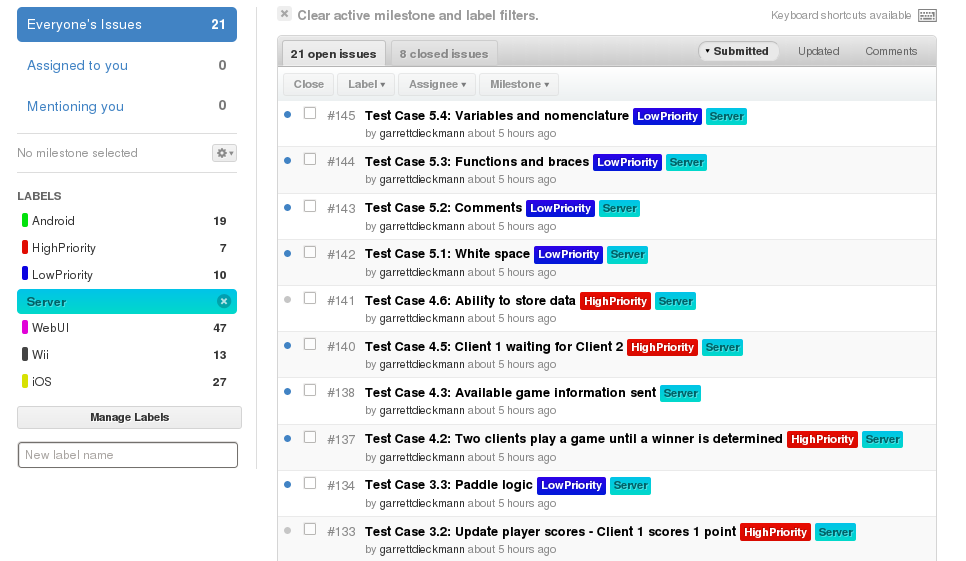 Everyone's Issues 21
Assigned to you 0
Mentioning you 0
No milestone selected
LABELS
Android 19
HighPriority 7
LowPriority 10
Server
WebUI 47
Wii 13
iOS 27
Manage Labels
New label name
Clear active milestone and label filters.
Keyboard shortcuts available
21 open issues 8 closed issues Submitted Updated Comments
Close Label Assignee Milestone
#145 Test Case 5.4: Variables and nomenclature LowPriority Server
by garrettdieckmann about 5 hours ago
#144 Test Case 5.3: Functions and braces LowPriority Server
by garrettdieckmann about 5 hours ago
#143 Test Case 5.2: Comments LowPriority Server
by garrettdieckmann about 5 hours ago
#142 Test Case 5.1: White space LowPriority Server
by garrettdieckmann about 5 hours ago
#141 Test Case 4.6: Ability to store data HighPriority Server
by garrettdieckmann about 5 hours ago
#140 Test Case 4.5: Client 1 waiting for Client 2 HighPriority Server
by garrettdieckmann about 5 hours ago
#138 Test Case 4.3: Available game information sent Server
by garrettdieckmann about 5 hours ago
#137 Test Case 4.2: Two clients play a game until a winner is determined HighPriority Server
by garrettdieckmann about 5 hours ago
#134 Test Case 3.3: Paddle logic LowPriority Server
by garrettdieckmann about 5 hours ago
#133 Test Case 3.2: Update player scores - Client 1 scores 1 point HighPriority Server
by garrettdieckmann about 5 hours ago